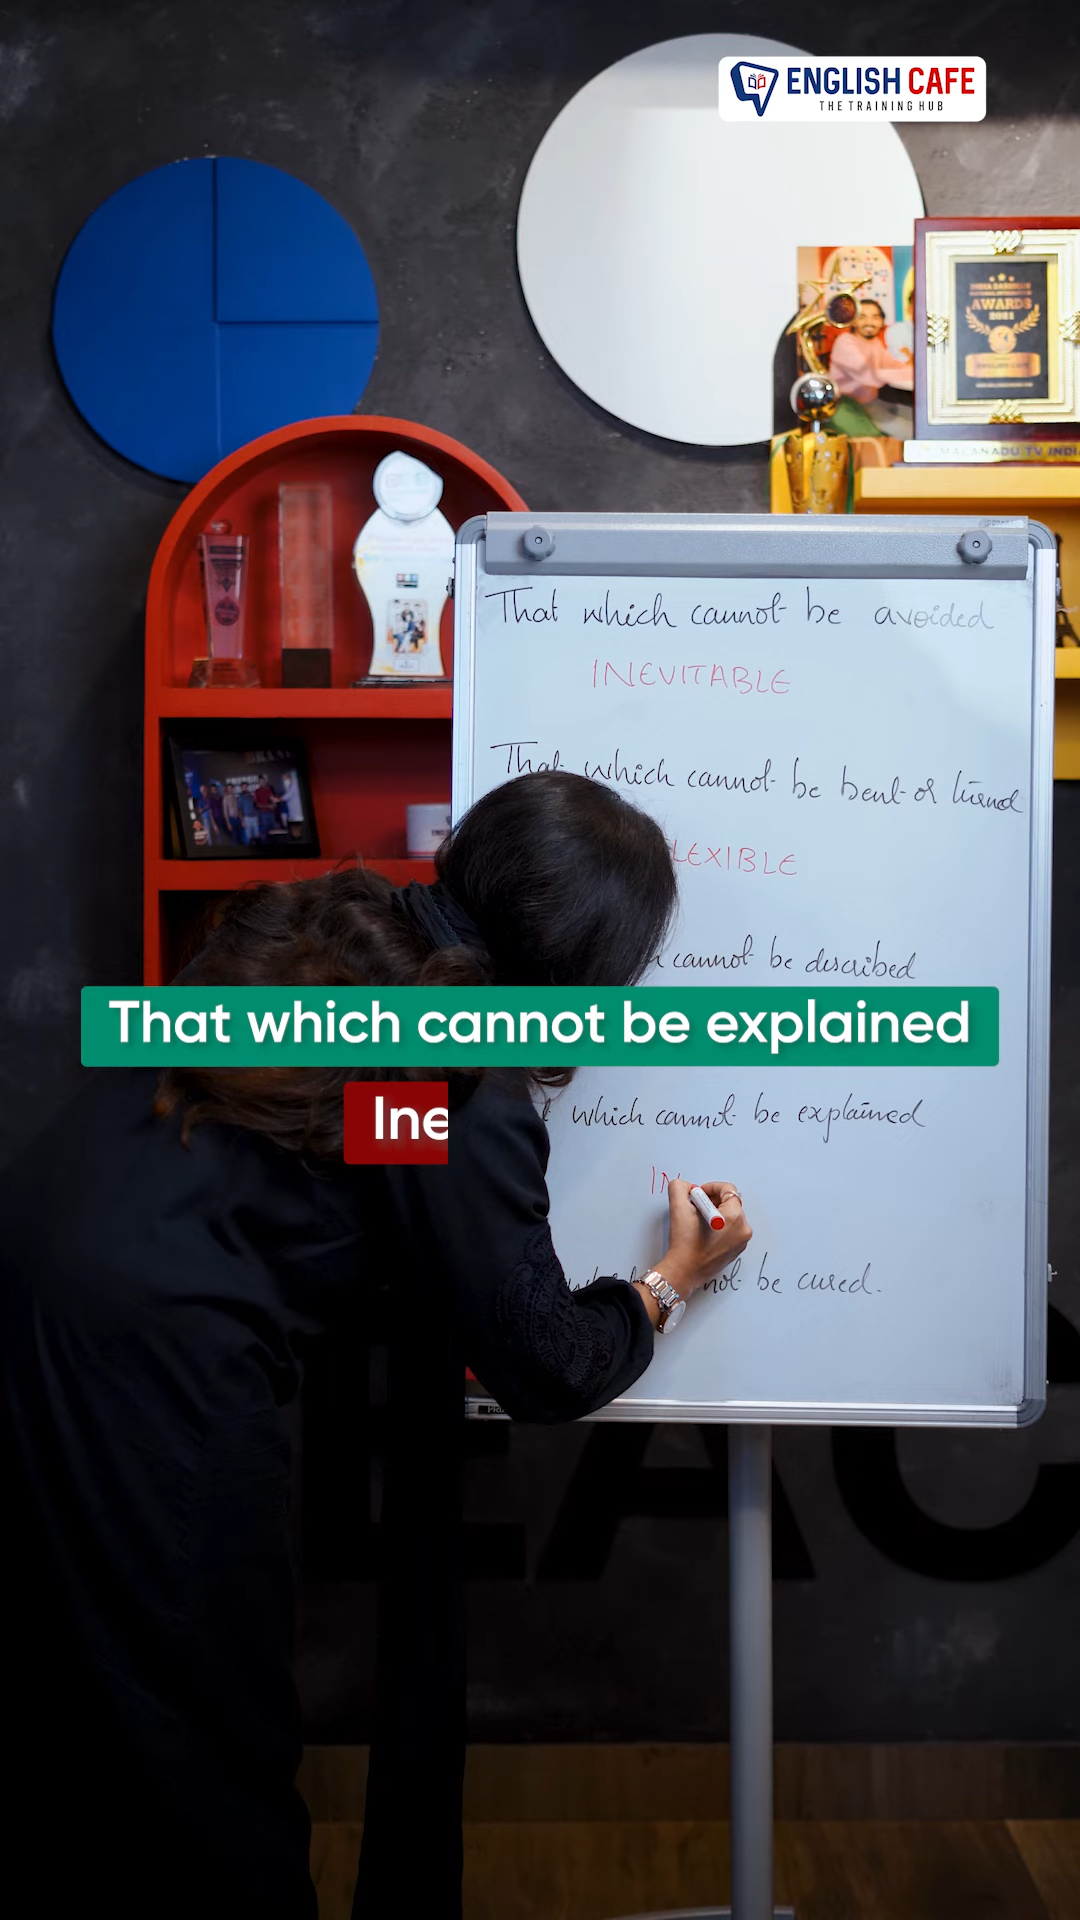 ENGLISH CAFE
THE TRAINING HUB
AWARDS
2021
MALANADU TV INDIA
That which cannot be avoided
INEVITABLE
That which cannot be bent or
LEXIBLE
cannot be described
That which cannot be explained
Ine
which cannot be explained
IN
not be cured.